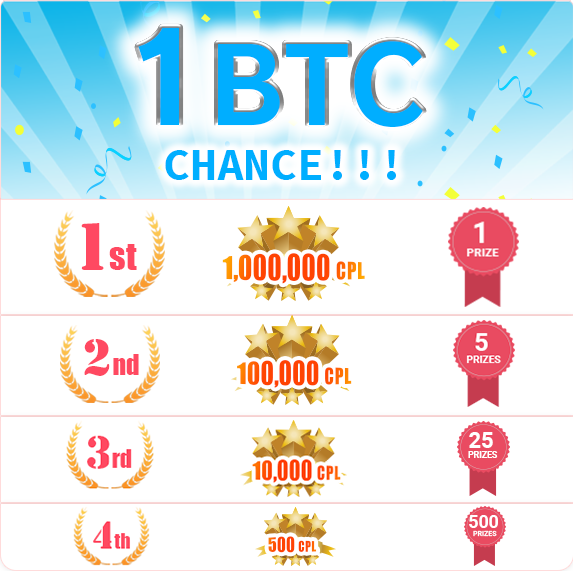 1 BTC
CHANCE!!!
1st
1,000,000 CPL
1
PRIZE
2nd
100,000 CPL
5
PRIZES
3rd
10,000 CPL
25
PRIZES
4th
500 CPL
500
PRIZES